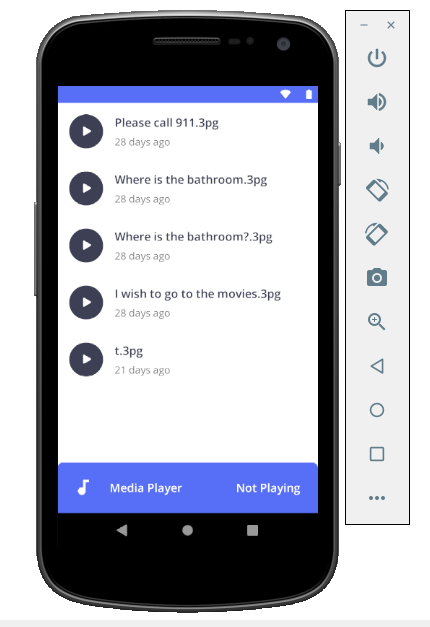 Please call 911.3pg
28 days ago
Where is the bathroom.3pg
28 days ago
Where is the bathroom?.3pg
28 days ago
I wish to go to the movies.3pg
28 days ago
t.3pg
21 days ago
Media Player Not Playing